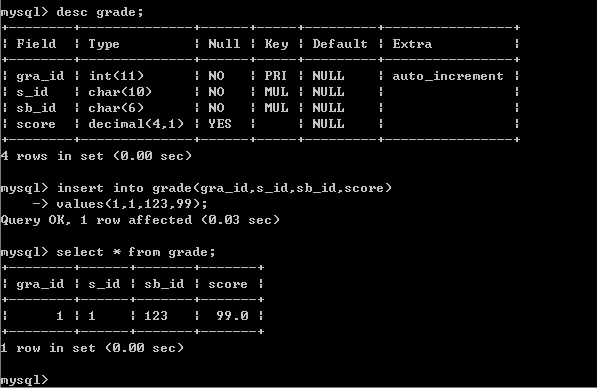 mysql> desc grade;
+--------+--------------+------+-----+---------+----------------+
| Field  | Type         | Null | Key | Default | Extra          |
+--------+--------------+------+-----+---------+----------------+
| gra_id | int(11)      | NO   | PRI | NULL    | auto_increment |
| s_id   | char(10)     | NO   | MUL | NULL    |                |
| sb_id  | char(6)      | NO   | MUL | NULL    |                |
| score  | decimal(4,1) | YES  |     | NULL    |                |
+--------+--------------+------+-----+---------+----------------+
4 rows in set (0.00 sec)
mysql> insert into grade(gra_id,s_id,sb_id,score)
    -> values(1,1,123,99);
Query OK, 1 row affected (0.03 sec)
mysql> select * from grade;
+--------+------+-------+-------+
| gra_id | s_id | sb_id | score |
+--------+------+-------+-------+
|      1 | 1    | 123   |  99.0 |
+--------+------+-------+-------+
1 row in set (0.00 sec)
mysql>